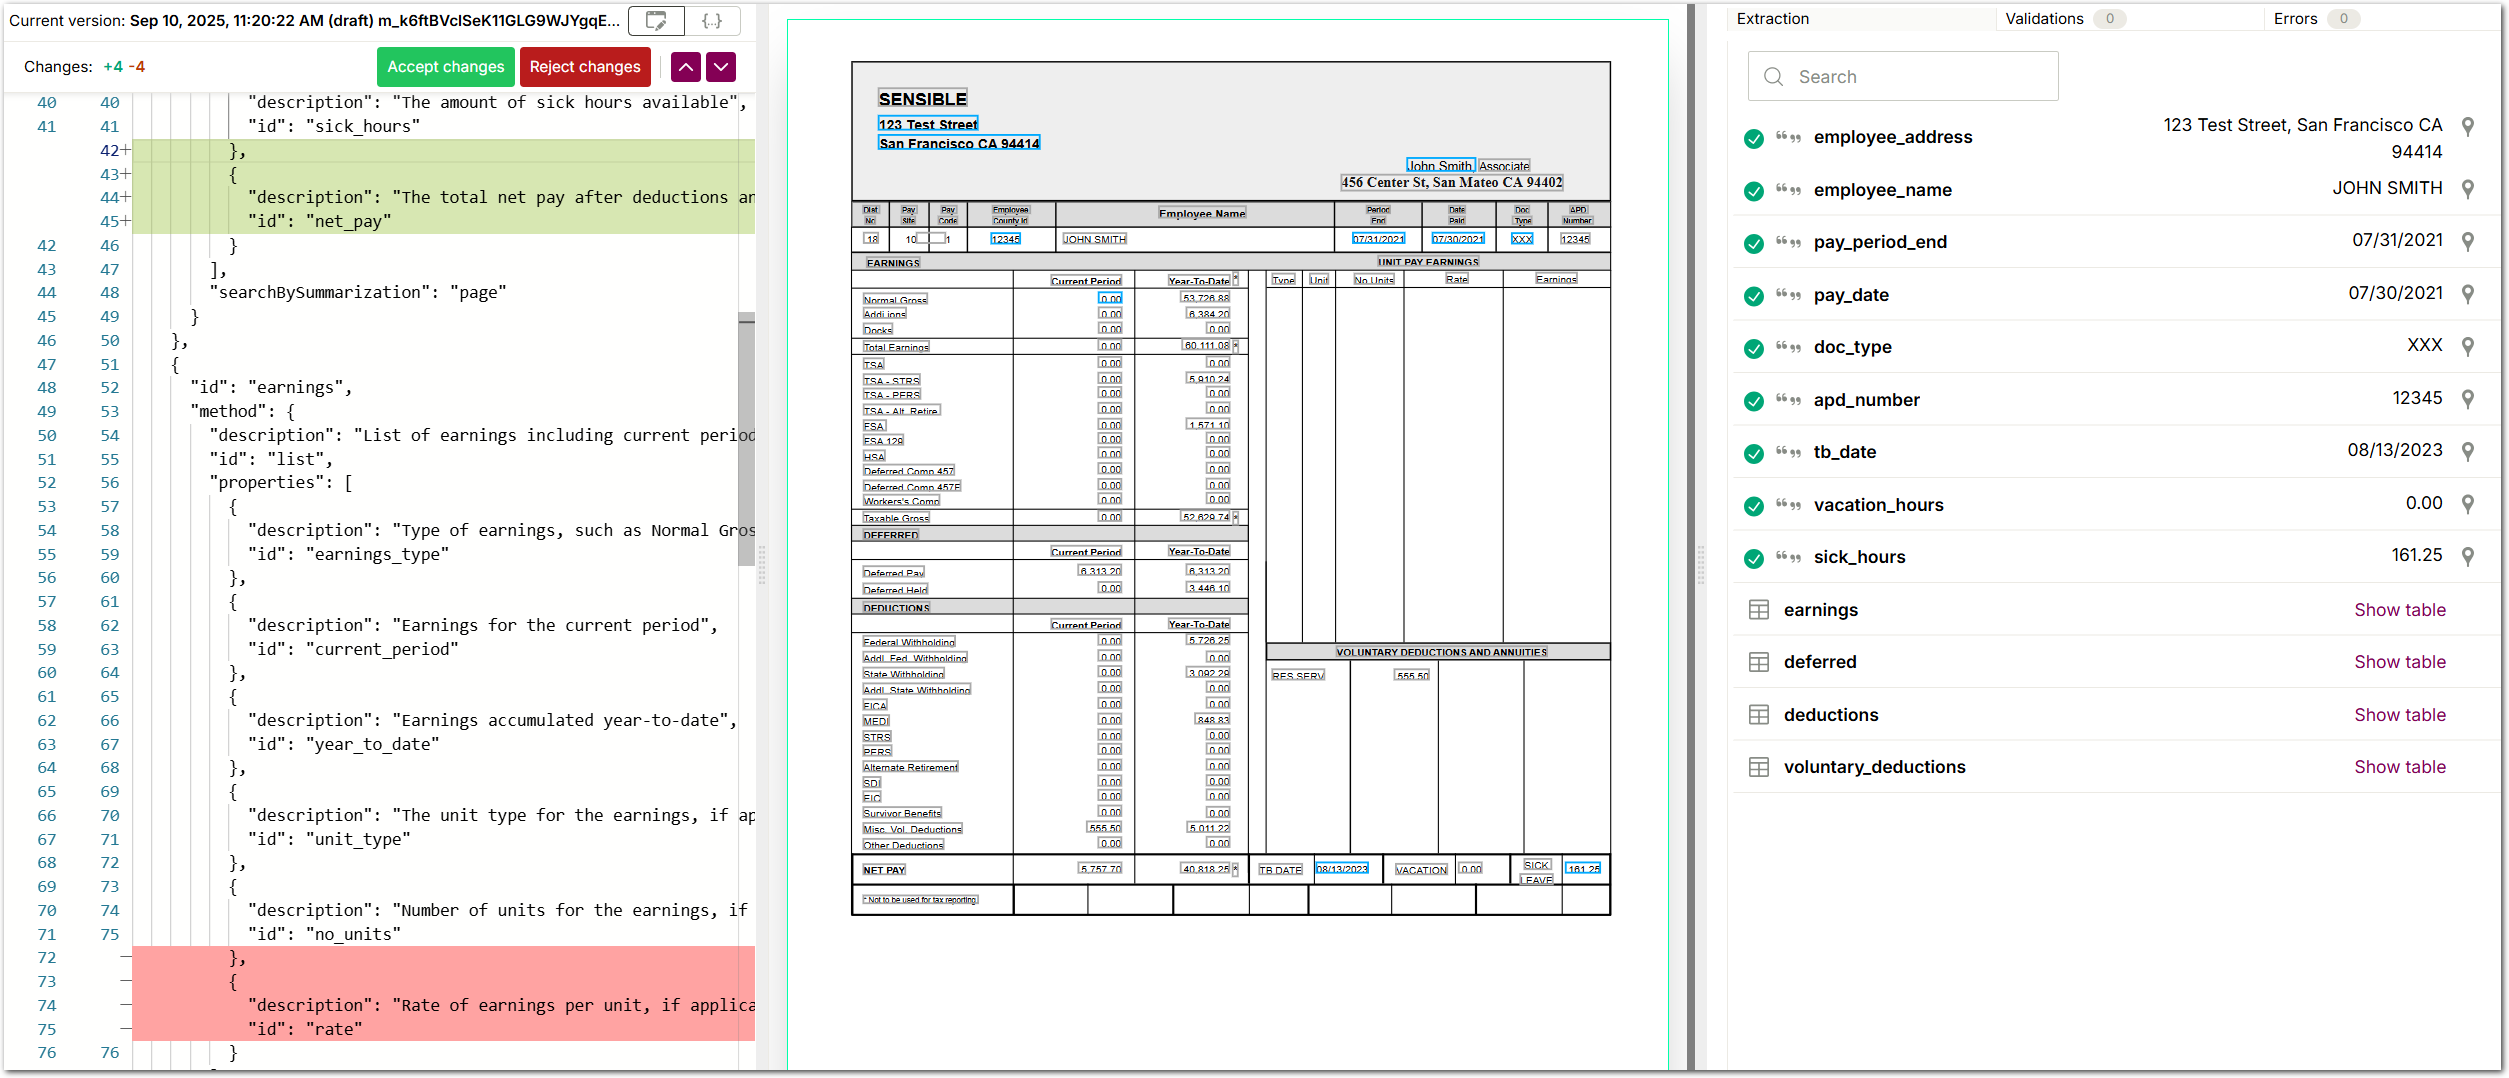 Current version: Sep 10, 2025, 11:20:22 AM (draft) m_k6ftBVclSeK11GLG9WJYgqE...
{..}
Changes: +4 -4
Accept changes
Reject changes
40 40 "description": "The amount of sick hours available",
41 41 "id": "sick_hours"
42+ },
43+ {
44+ "description": "The total net pay after deductions an
45+ "id": "net_pay"
42 46 }
43 47 ],
44 48 "searchBySummarization": "page"
45 49 }
46 50 },
47 51 {
48 52 "id": "earnings",
49 53 "method": {
50 54 "description": "List of earnings including current period
51 55 "id": "list",
52 56 "properties": [
53 57 {
54 58 "description": "Type of earnings, such as Normal Gros
55 59 "id": "earnings_type"
56 60 },
57 61 {
58 62 "description": "Earnings for the current period",
59 63 "id": "current_period"
60 64 },
61 65 {
62 66 "description": "Earnings accumulated year-to-date",
63 67 "id": "year_to_date"
64 68 },
65 69 {
66 70 "description": "The unit type for the earnings, if ap
67 71 "id": "unit_type"
68 72 },
69 73 {
70 74 "description": "Number of units for the earnings, if
71 75 "id": "no_units"
72 – },
73 – {
74 – "description": "Rate of earnings per unit, if applica
75 – "id": "rate"
76 76 }
SENSIBLE
123 Test Street
San Francisco CA 94414
John Smith Associate
456 Center St, San Mateo CA 94402
Dist No Pay Site Pay Code Employee County Id Employee Name Period End Date Paid Doc Type APD Number
18 10 1 12345 JOHN SMITH 07/31/2021 07/30/2021 XXX 12345
EARNINGS UNIT PAY EARNINGS
Current Period Year-To-Date * Type Unit No.Units Rate Earnings
Normal Gross 0.00 53,726.88
Addi.ions 0.00 6,384.20
Docks 0.00 0.00
Total Earnings 0.00 60,111.08 *
TSA 0.00 0.00
TSA - STRS 0.00 5,910.24
TSA - PERS 0.00 0.00
TSA - Alt. Retire. 0.00 0.00
FSA 0.00 1,571.10
FSA 129 0.00 0.00
HSA 0.00 0.00
Deferred Comp 457 0.00 0.00
Deferred Comp 457F 0.00 0.00
Workers's Comp 0.00 0.00
Taxable Gross 0.00 52,629.74 *
DEFERRED
Current Period Year-To-Date
Deferred Pay 6,313.20 6,313.20
Deferred Held 0.00 3,446.10
DEDUCTIONS
Current Period Year-To-Date
Federal Withholding 0.00 5,726.25
Addl. Fed. Withholding 0.00 0.00
State Withholding 0.00 3,092.29
Addl. State Withholding 0.00 0.00
FICA 0.00 0.00
MEDI 0.00 848.83
STRS 0.00 0.00
PERS 0.00 0.00
Alternate Retirement 0.00 0.00
SDI 0.00 0.00
EIC 0.00 0.00
Survivor Benefits 0.00 0.00
Misc. Vol. Deductions 555.50 5,011.22
Other Deductions 0.00 0.00
VOLUNTARY DEDUCTIONS AND ANNUITIES
RES SERV 555.50
NET PAY 5,757.70 40,818.25 * TB DATE 08/13/2023 VACATION 0.00 SICK LEAVE 161.25
* Not to be used for tax reporting.
Extraction Validations 0 Errors 0
Search
employee_address 123 Test Street, San Francisco CA
94414
employee_name JOHN SMITH
pay_period_end 07/31/2021
pay_date 07/30/2021
doc_type XXX
apd_number 12345
tb_date 08/13/2023
vacation_hours 0.00
sick_hours 161.25
earnings Show table
deferred Show table
deductions Show table
voluntary_deductions Show table